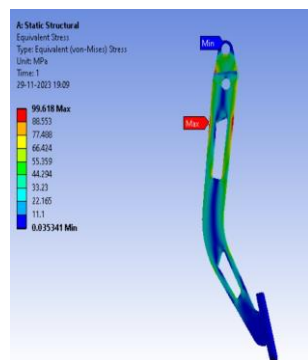 A: Static Structural
Equivalent Stress
Type: Equivalent (von-Mises) Stress
Unit: MPa
Time: 1
29-11-2023 19:09
99.618 Max
88.553
77.488
66.424
55.359
44.294
33.23
22.165
11.1
0.035341 Min
Min
Max